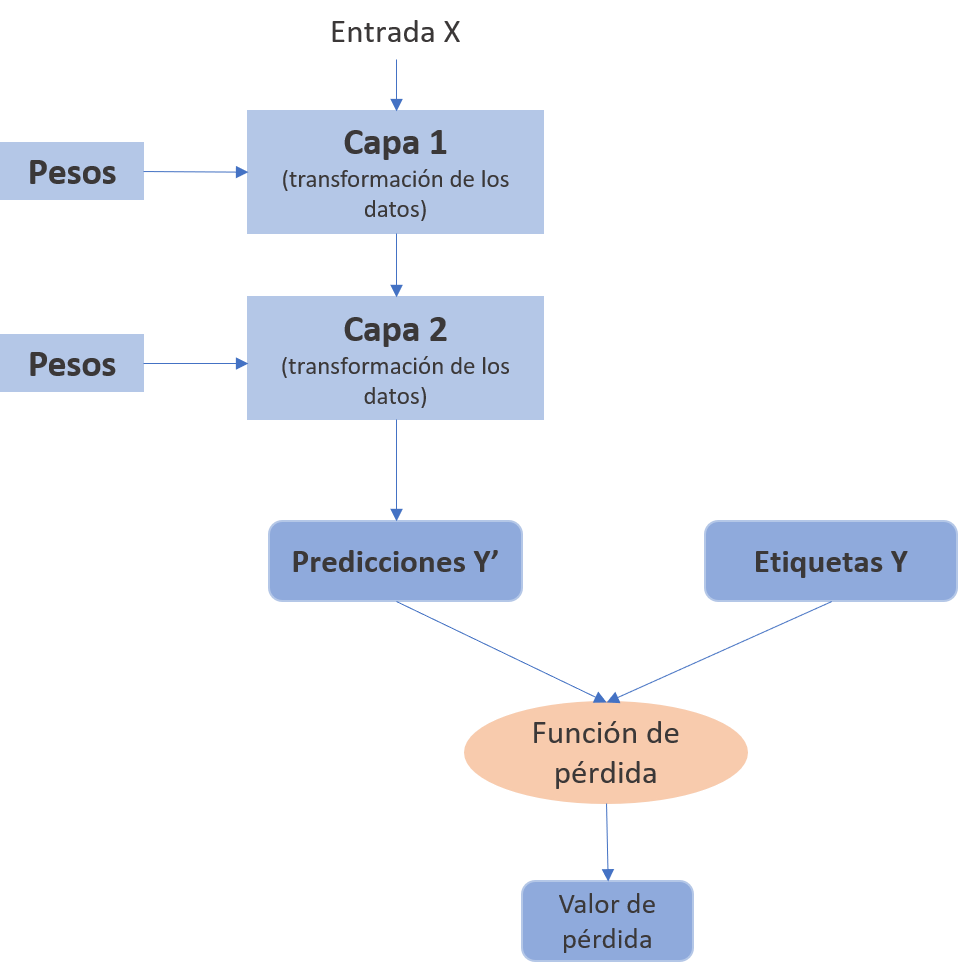 Entrada X
Capa 1
(transformación de los
datos)
Pesos
Capa 2
(transformación de los
datos)
Pesos
Predicciones Y’
Etiquetas Y
Función de
pérdida
Valor de
pérdida